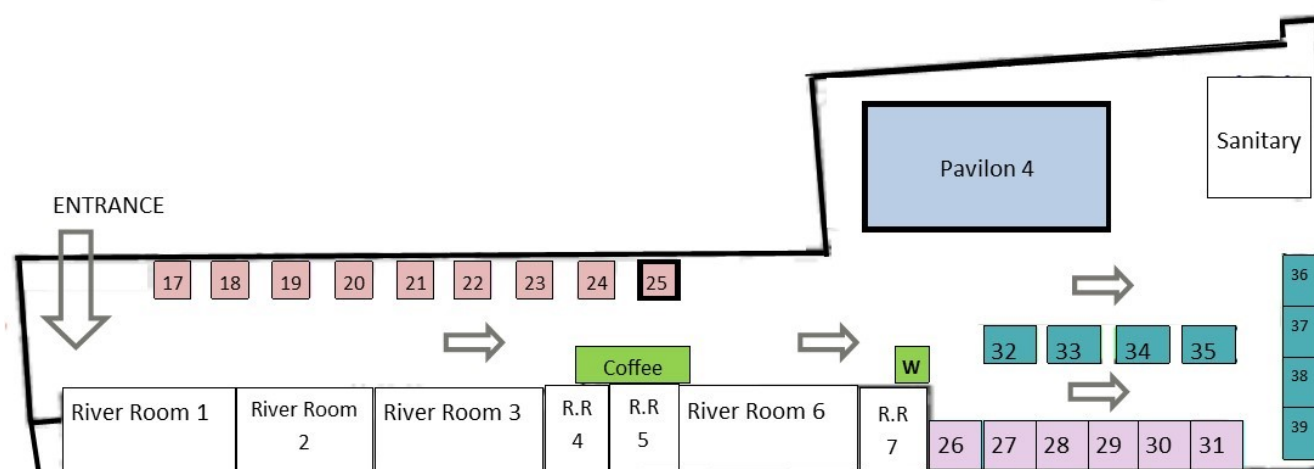 Sanitary
Pavilon 4
ENTRANCE
17 18 19 20 21 22 23 24 25
36
37
38
39
32 33 34 35
Coffee
W
River Room 1
River Room
2
River Room 3
R.R
4
R.R
5
River Room 6
R.R
7
26 27 28 29 30 31